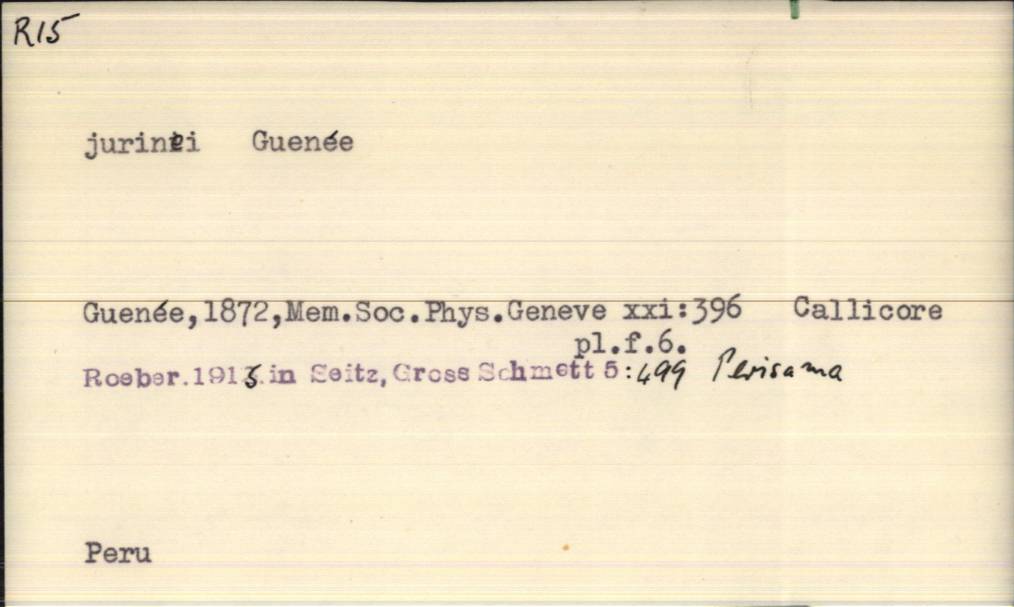 R15
jurinei Guenée
Guenée,1872,Mem.Soc.Phys.Geneve xxi:396 Callicore
pl.f.6.
Roeber.1915.in Seitz,Gross Schmett 5:499 Perisama
Peru